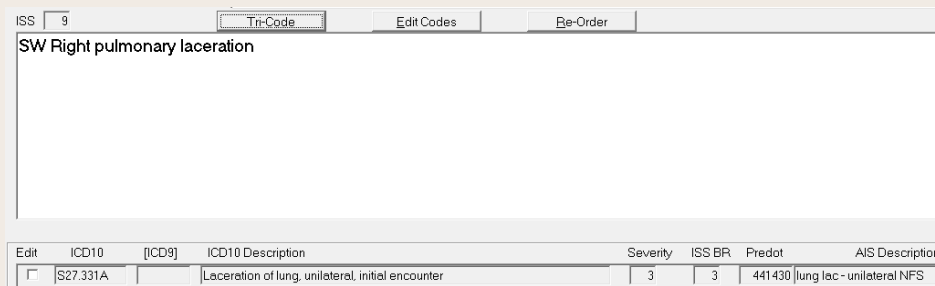 ISS 9 Tri-Code Edit Codes Re-Order
SW Right pulmonary laceration
Edit ICD10 [ICD9] ICD10 Description Severity ISS BR Predot AIS Description
S27.331A Laceration of lung, unilateral, initial encounter 3 3 441430 lung lac - unilateral NFS